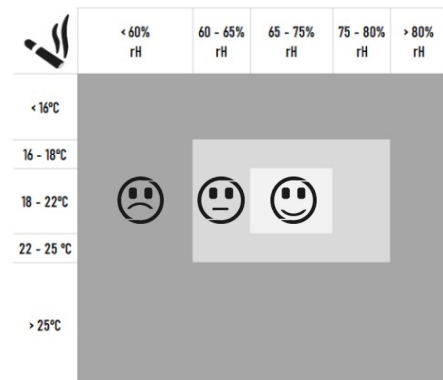 < 60% 60 - 65% 65 - 75% 75 - 80% > 80%
rH rH rH rH rH
< 16°C
16 - 18°C
18 - 22°C
22 - 25 °C
> 25°C